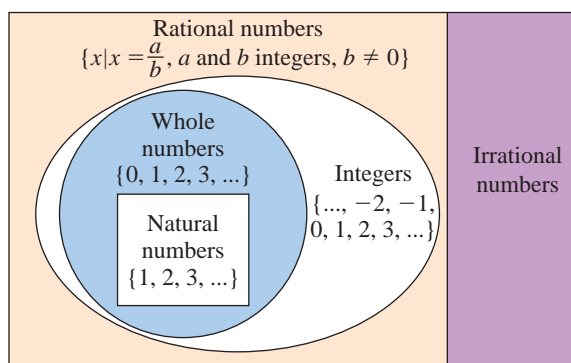 Rational numbers
{x|x = a/b, a and b integers, b ≠ 0}
Whole
numbers
{0, 1, 2, 3, ...}
Natural
numbers
{1, 2, 3, ...}
Integers
{..., −2, −1,
0, 1, 2, 3, ...}
Irrational
numbers